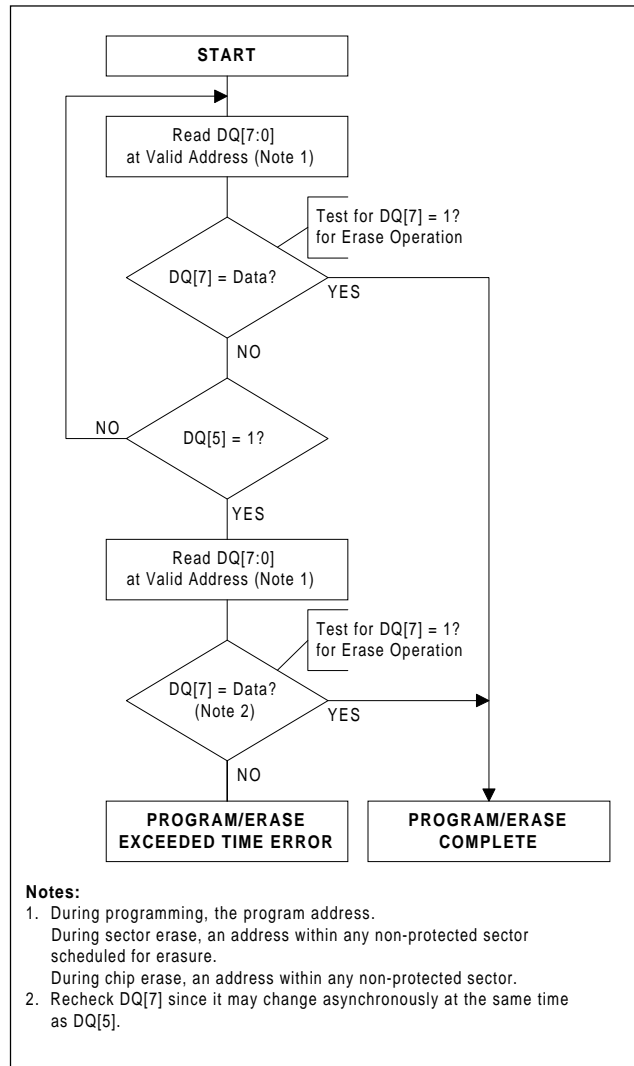 START
Read DQ[7:0]
at Valid Address (Note 1)
Test for DQ[7] = 1?
for Erase Operation
DQ[7] = Data?
YES
NO
NO
DQ[5] = 1?
YES
Read DQ[7:0]
at Valid Address (Note 1)
Test for DQ[7] = 1?
for Erase Operation
DQ[7] = Data?
(Note 2)
YES
NO
PROGRAM/ERASE
EXCEEDED TIME ERROR
PROGRAM/ERASE
COMPLETE
Notes:
1. During programming, the program address.
During sector erase, an address within any non-protected sector
scheduled for erasure.
During chip erase, an address within any non-protected sector.
2. Recheck DQ[7] since it may change asynchronously at the same time
as DQ[5].